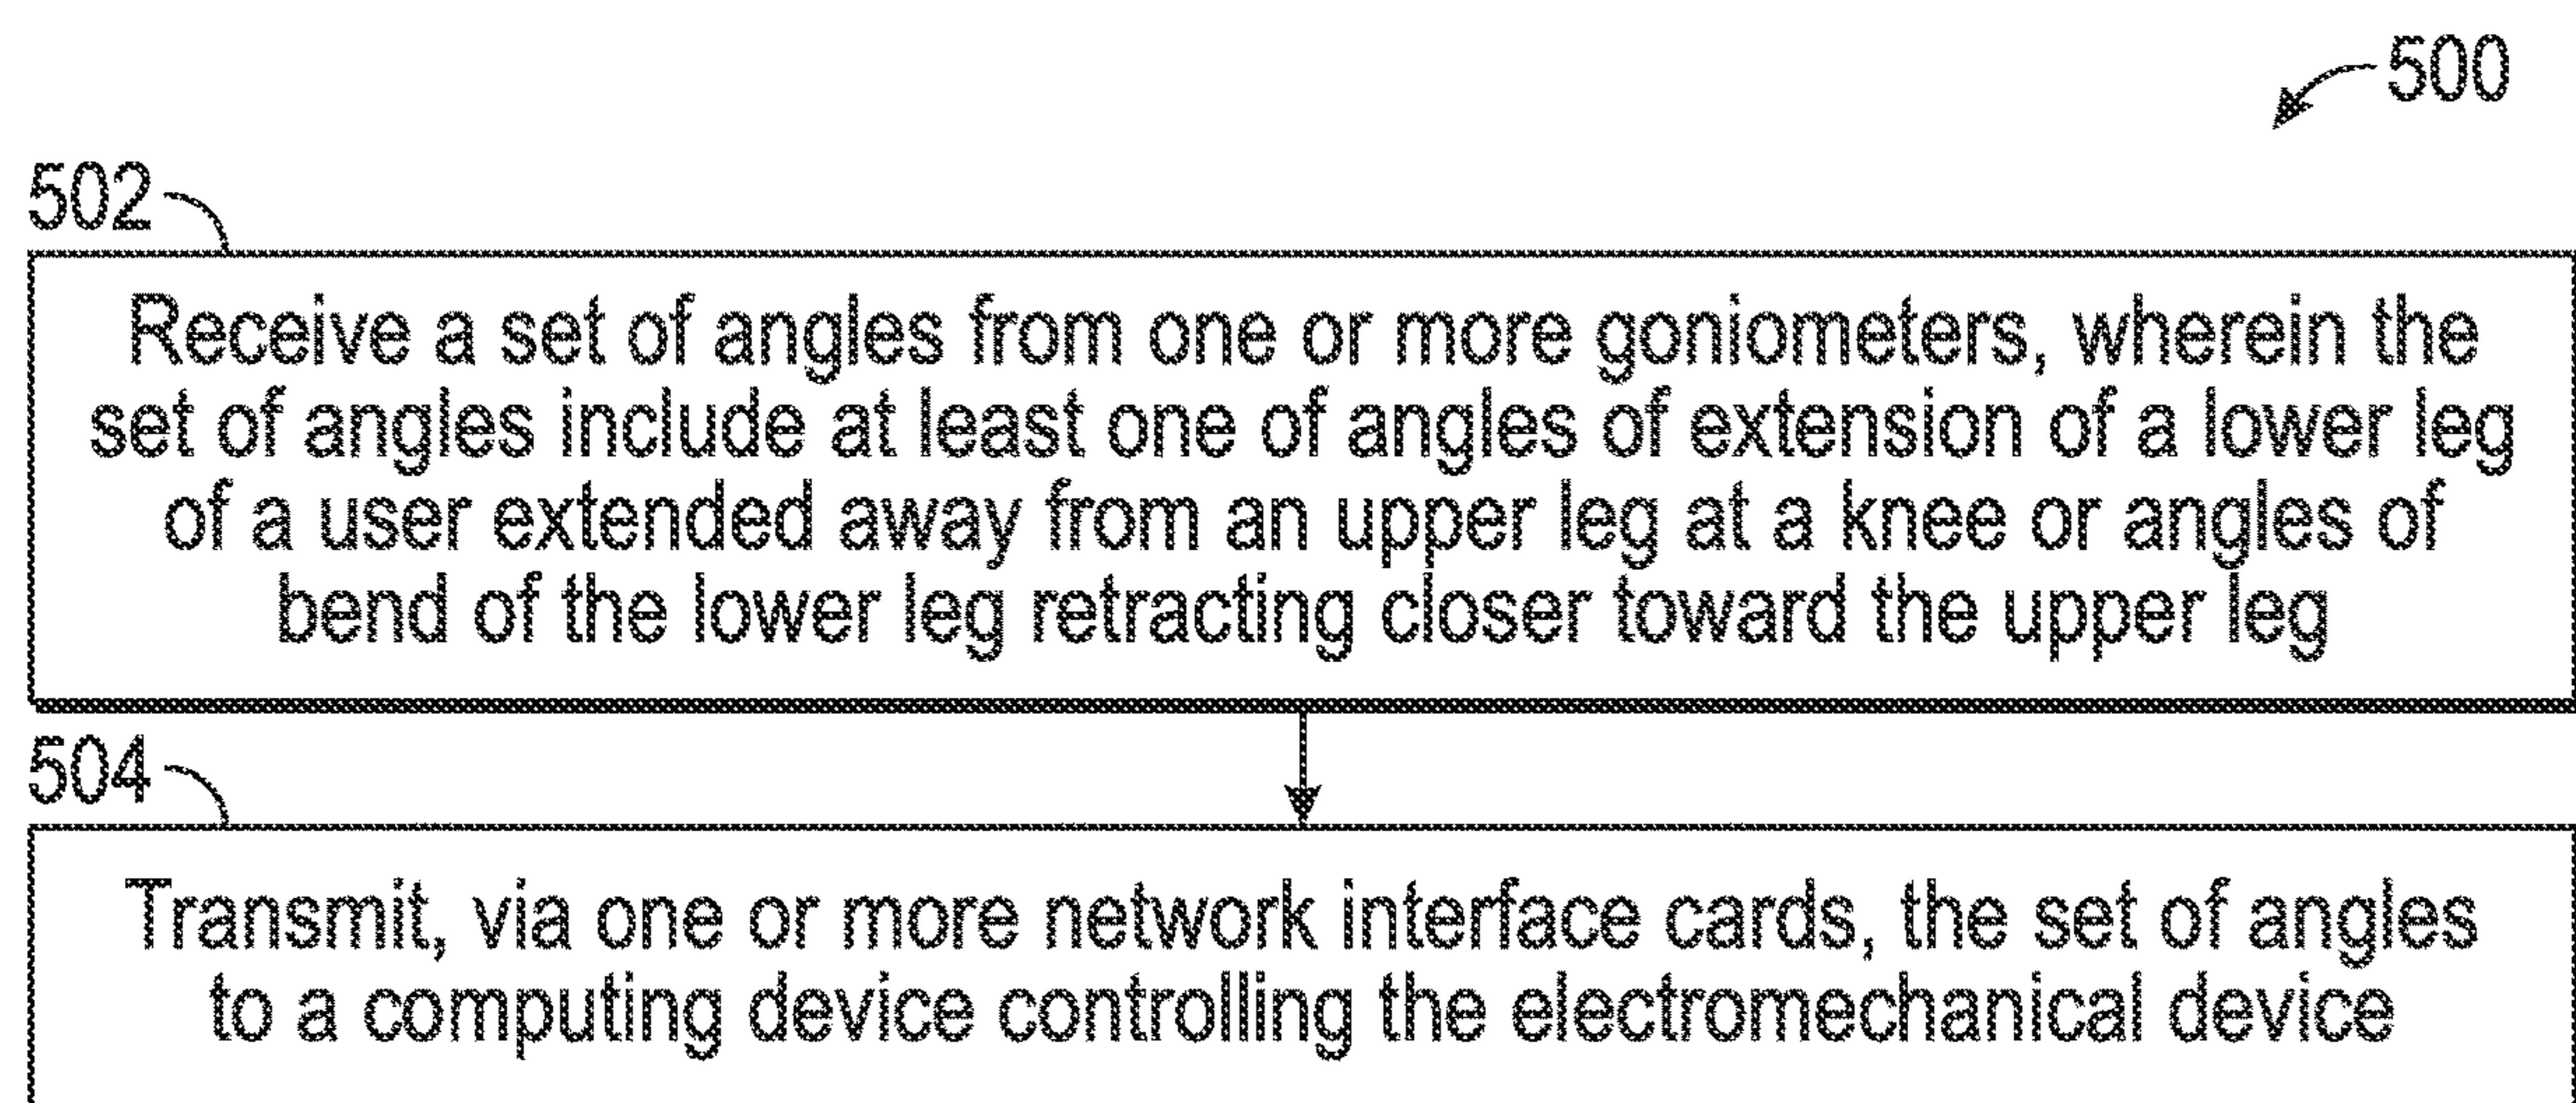 500
502
Receive a set of angles from one or more goniometers, wherein the
set of angles include at least one of angles of extension of a lower leg
of a user extended away from an upper leg at a knee or angles of
bend of the lower leg retracting closer toward the upper leg
504
Transmit, via one or more network interface cards, the set of angles
to a computing device controlling the electromechanical device